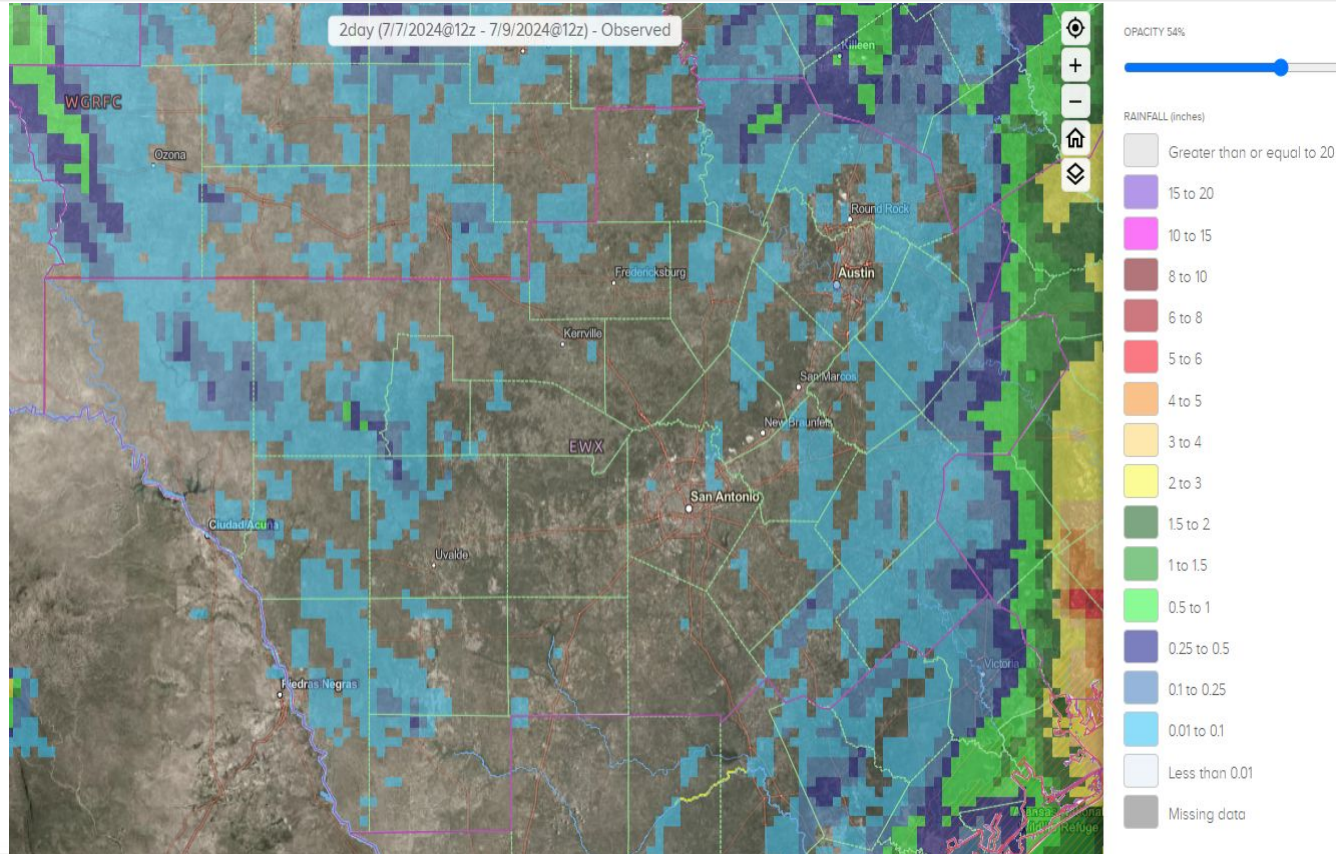 2day (7/7/2024@12z - 7/9/2024@12z) - Observed
Killeen
WGRFC
Ozona
Round Rock
Fredericksburg
Austin
Kerrville
San Marcos
New Braunfels
EWX
San Antonio
Ciudad Acuña
Uvalde
Victoria
Piedras Negras
Refuge
+
−
OPACITY 54%
RAINFALL (inches)
Greater than or equal to 20
15 to 20
10 to 15
8 to 10
6 to 8
5 to 6
4 to 5
3 to 4
2 to 3
1.5 to 2
1 to 1.5
0.5 to 1
0.25 to 0.5
0.1 to 0.25
0.01 to 0.1
Less than 0.01
Missing data